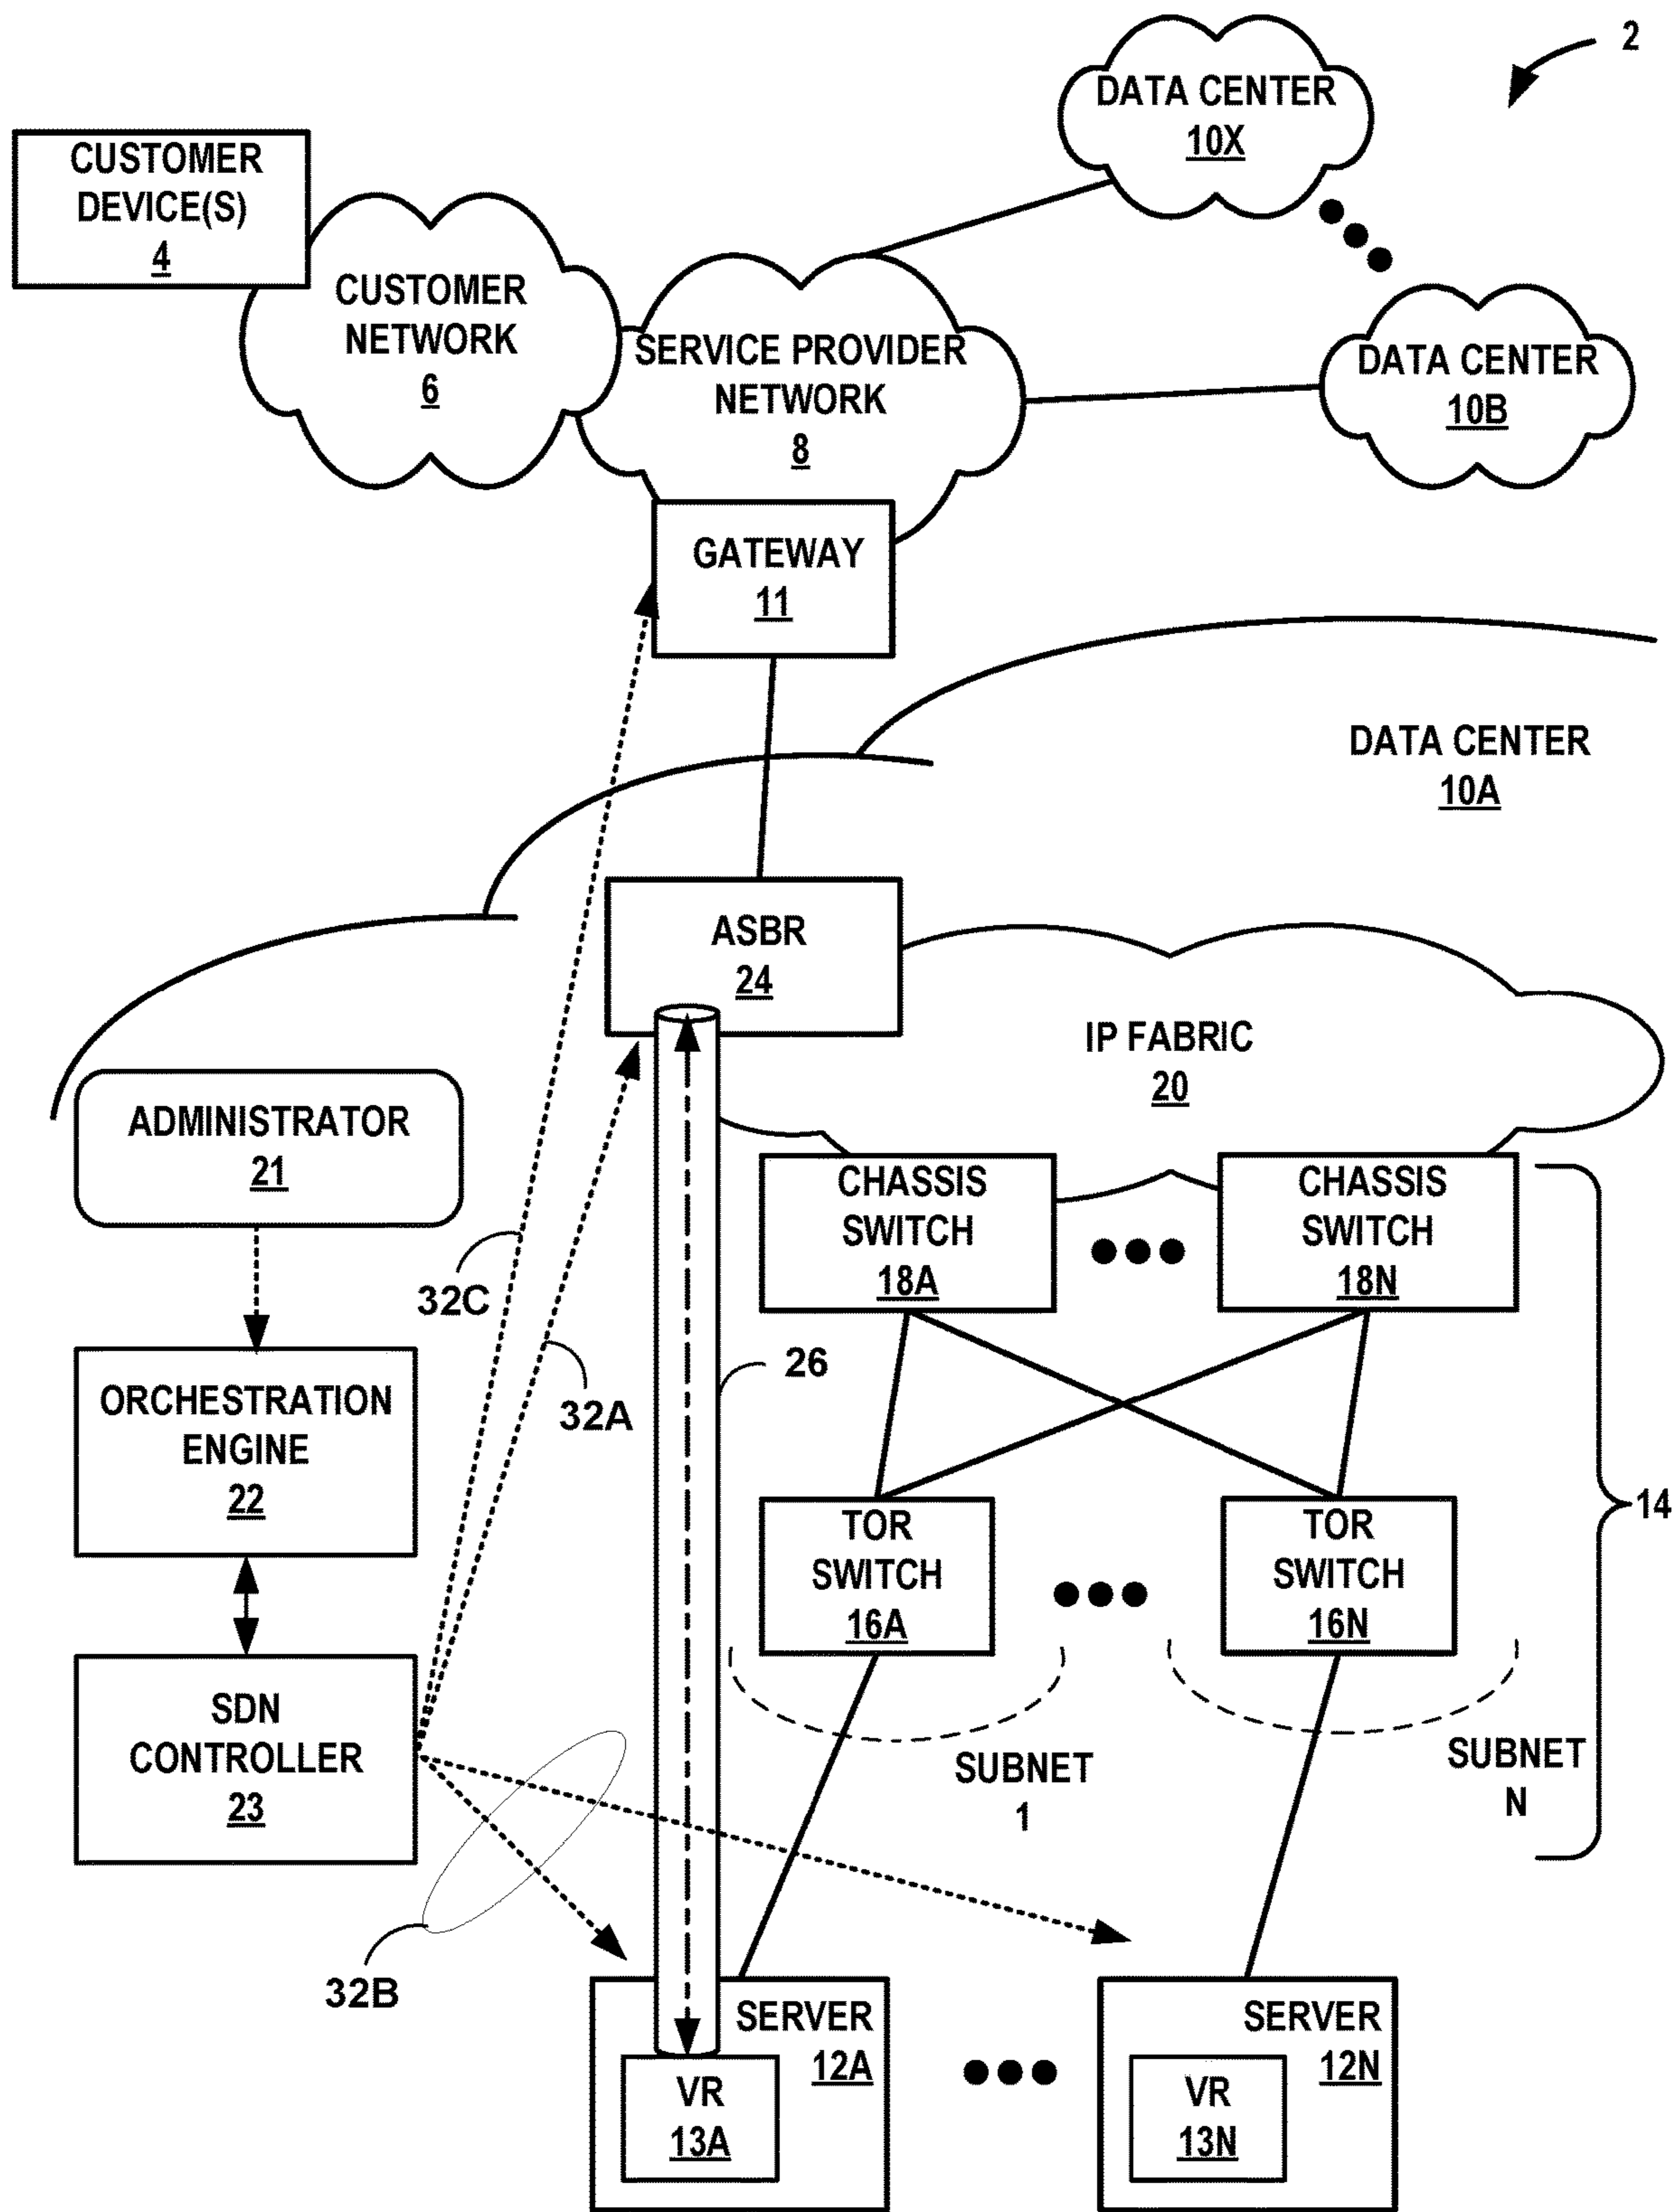 2
DATA CENTER
10X
CUSTOMER
DEVICE(S)
4
CUSTOMER
NETWORK
6
SERVICE PROVIDER
NETWORK
8
DATA CENTER
10B
GATEWAY
11
DATA CENTER
10A
ASBR
24
IP FABRIC
20
ADMINISTRATOR
21
CHASSIS
SWITCH
18A
CHASSIS
SWITCH
18N
32C
32A
26
ORCHESTRATION
ENGINE
22
TOR
SWITCH
16A
TOR
SWITCH
16N
14
SDN
CONTROLLER
23
SUBNET
1
SUBNET
N
32B
SERVER
12A
VR
13A
SERVER
12N
VR
13N